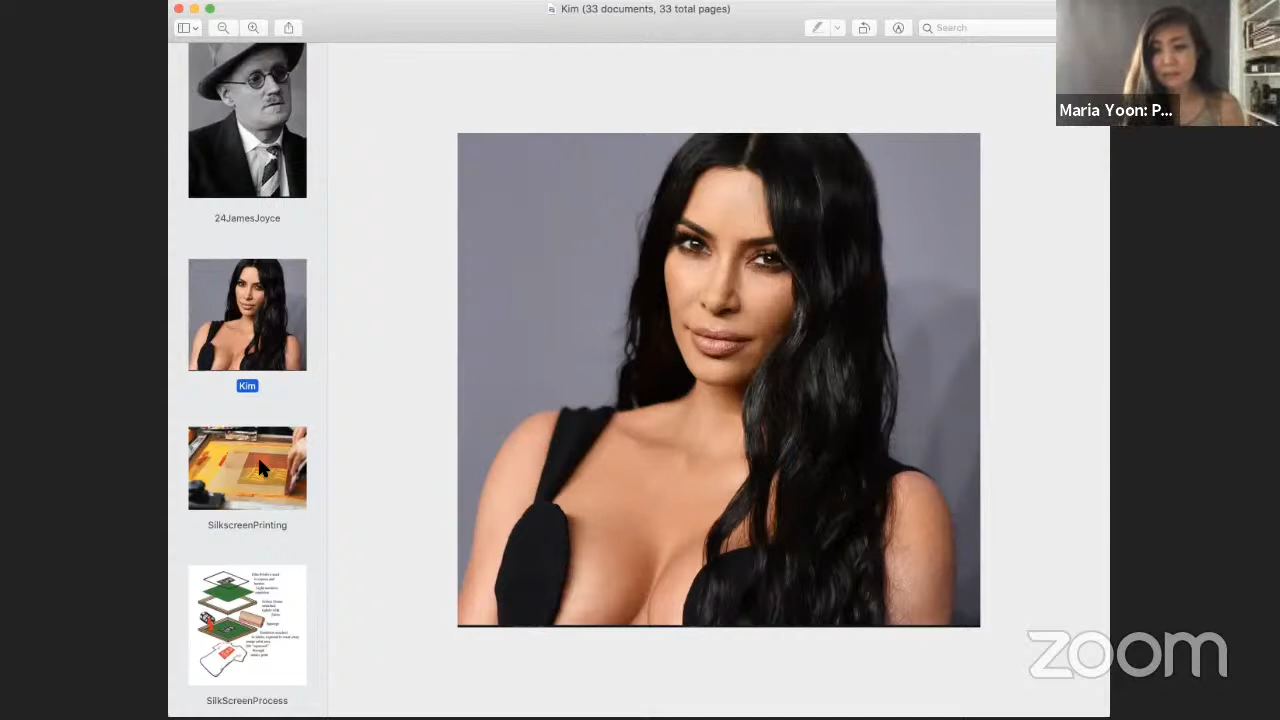 Kim (33 documents, 33 total pages)
Search
Maria Yoon: P...
24JamesJoyce
Kim
SilkscreenPrinting
SilkScreenProcess
zoom